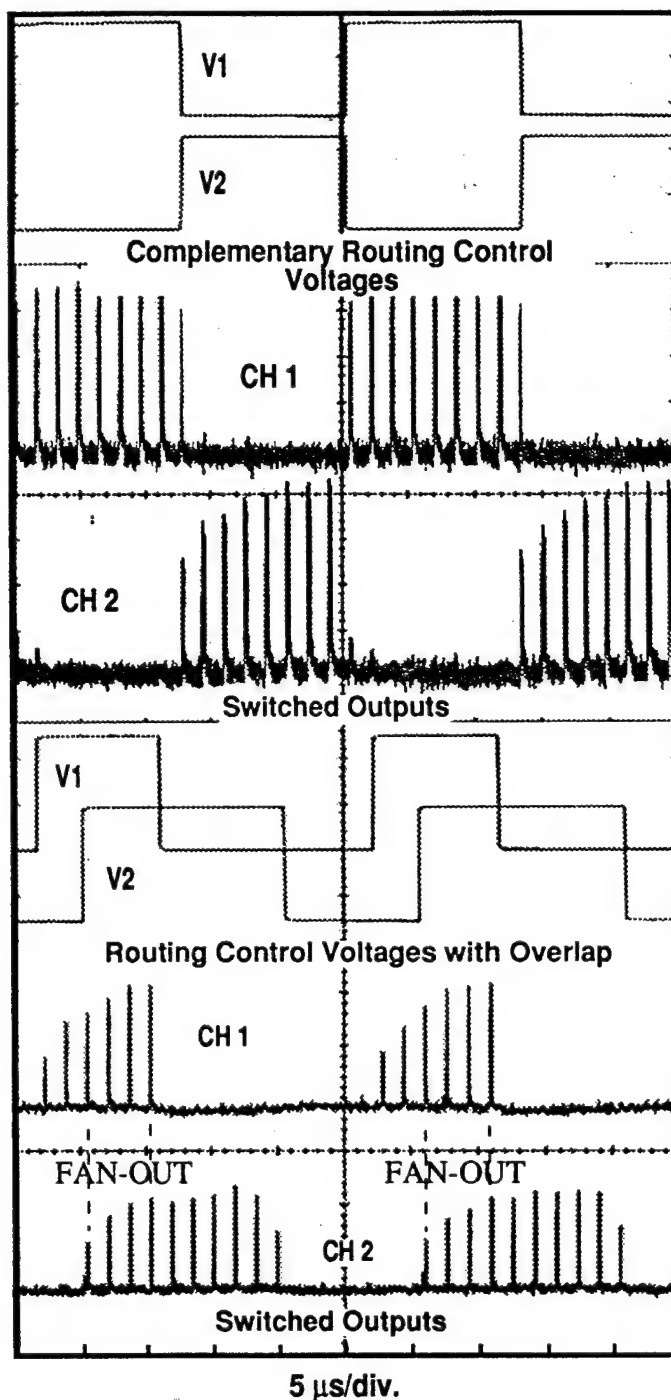 V1
V2
Complementary Routing Control
Voltages
CH 1
CH 2
Switched Outputs
V1
V2
Routing Control Voltages with Overlap
CH 1
FAN-OUT FAN-OUT
CH 2
Switched Outputs
5 µs/div.